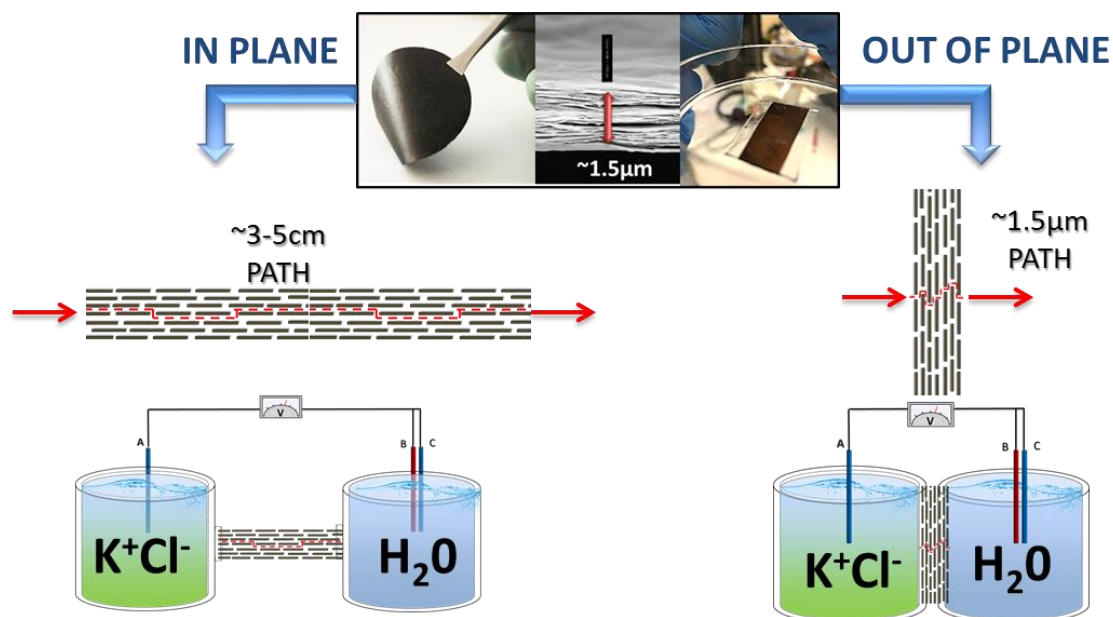 IN PLANE
OUT OF PLANE
~1.5µm
~3-5cm
PATH
~1.5µm
PATH
V
A
B
C
K⁺Cl⁻
H₂0
V
A
B
C
K⁺Cl⁻
H₂0